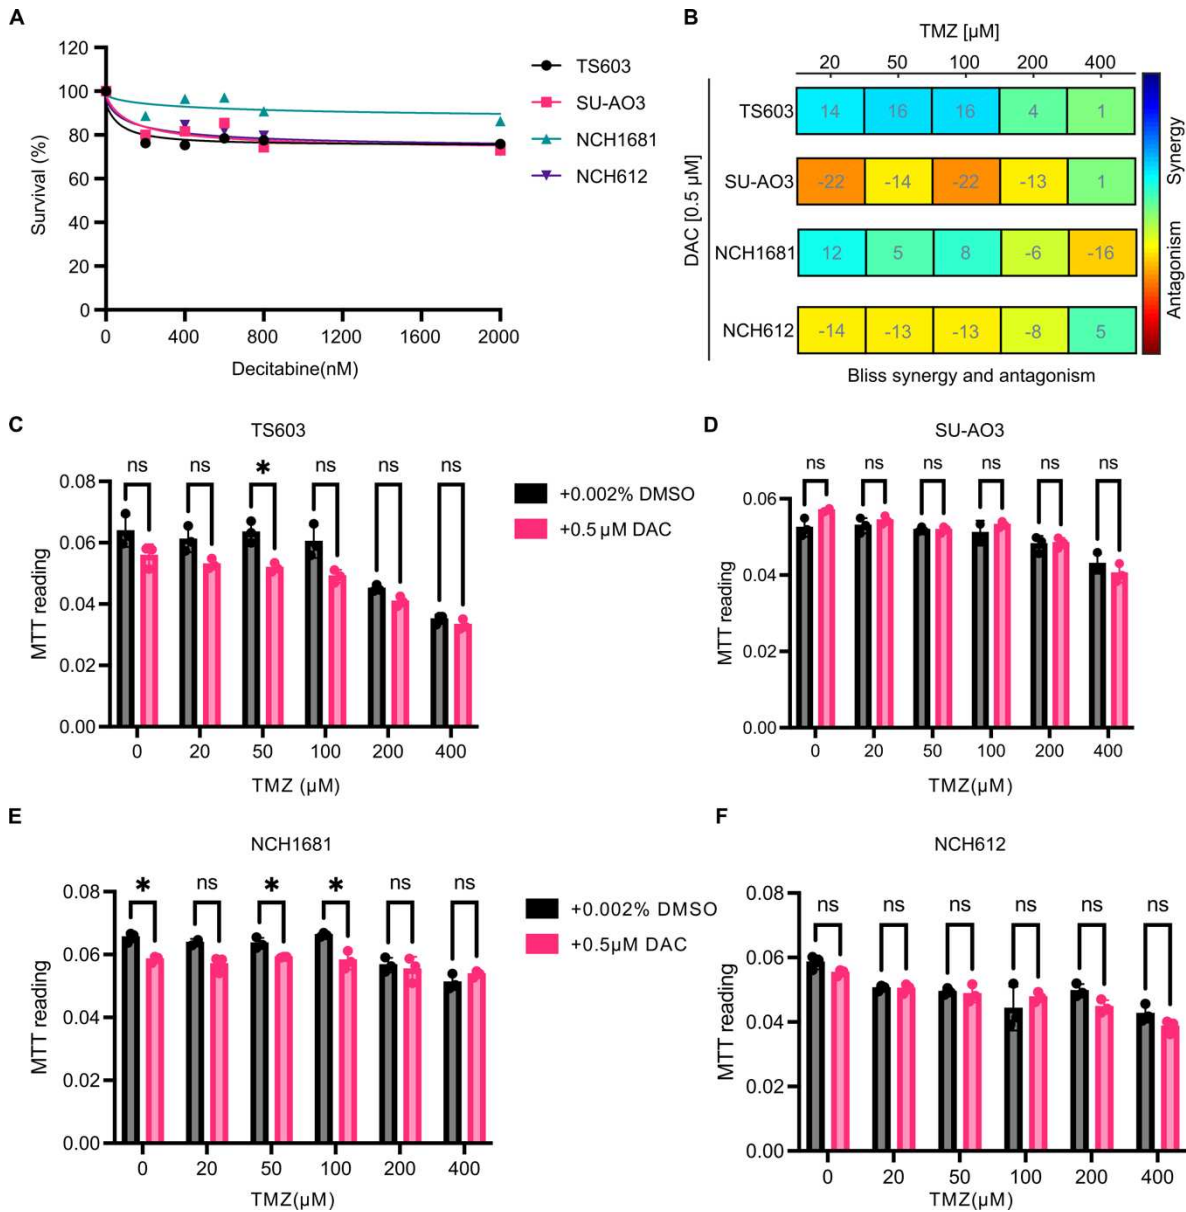 A
120
100
80
60
40
20
0
Survival (%)
0 400 800 1200 1600 2000
Decitabine(nM)
TS603
SU-AO3
NCH1681
NCH612
B
TMZ [µM]
20 50 100 200 400
DAC [0.5 µM]
TS603 14 16 16 4 1
SU-AO3 -22 -14 -22 -13 1
NCH1681 12 5 8 -6 -16
NCH612 -14 -13 -13 -8 5
Bliss synergy and antagonism
Synergy
Antagonism
C
TS603
ns ns * ns ns ns
0.08
0.06
0.04
0.02
0.00
MTT reading
0 20 50 100 200 400
TMZ (µM)
+0.002% DMSO
+0.5 µM DAC
D
SU-AO3
ns ns ns ns ns ns
0.06
0.04
0.02
0.00
MTT reading
0 20 50 100 200 400
TMZ(µM)
E
NCH1681
* ns * * ns ns
0.08
0.06
0.04
0.02
0.00
MTT reading
0 20 50 100 200 400
TMZ(µM)
+0.002% DMSO
+0.5µM DAC
F
NCH612
ns ns ns ns ns ns
0.08
0.06
0.04
0.02
0.00
MTT reading
0 20 50 100 200 400
TMZ(µM)